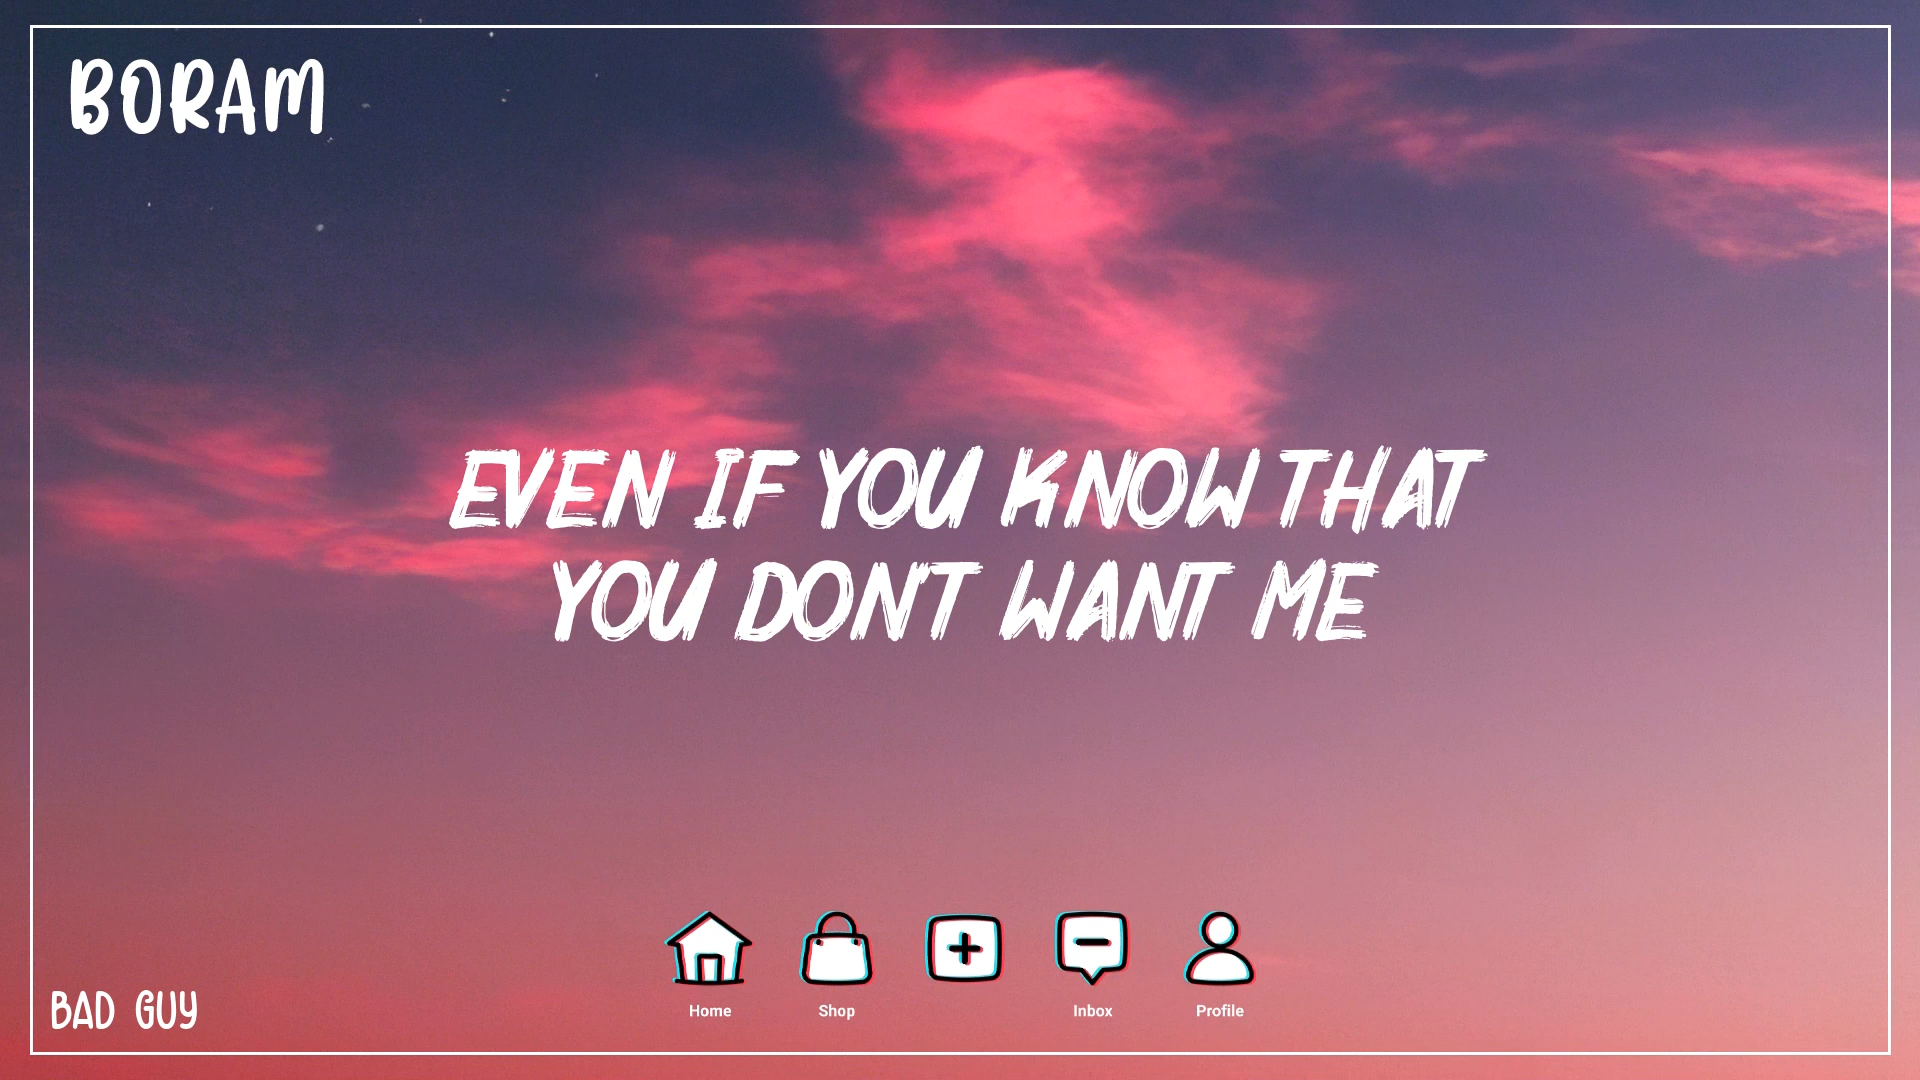 BORAM
EVEN IF YOU KNOW THAT
YOU DON'T WANT ME
Home
Shop
Inbox
Profile
BAD GUY